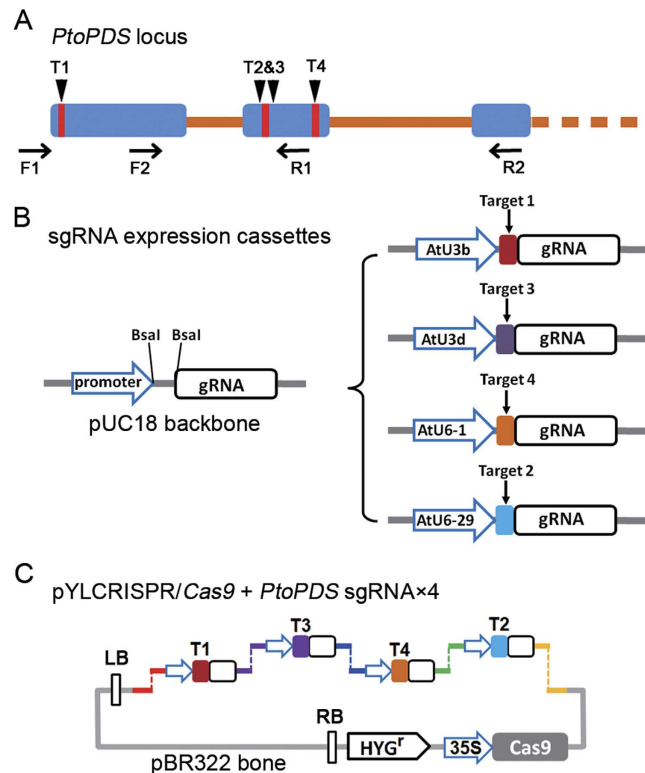 A
PtoPDS locus
T1 T2&3 T4
F1 F2 R1 R2
B
sgRNA expression cassettes
BsaI BsaI
promoter gRNA
pUC18 backbone
Target 1
AtU3b gRNA
Target 3
AtU3d gRNA
Target 4
AtU6-1 gRNA
Target 2
AtU6-29 gRNA
C
pYLCRISPR/Cas9 + PtoPDS sgRNA×4
LB T1 T3 T4 T2
RB HYGʳ 35S Cas9
pBR322 bone